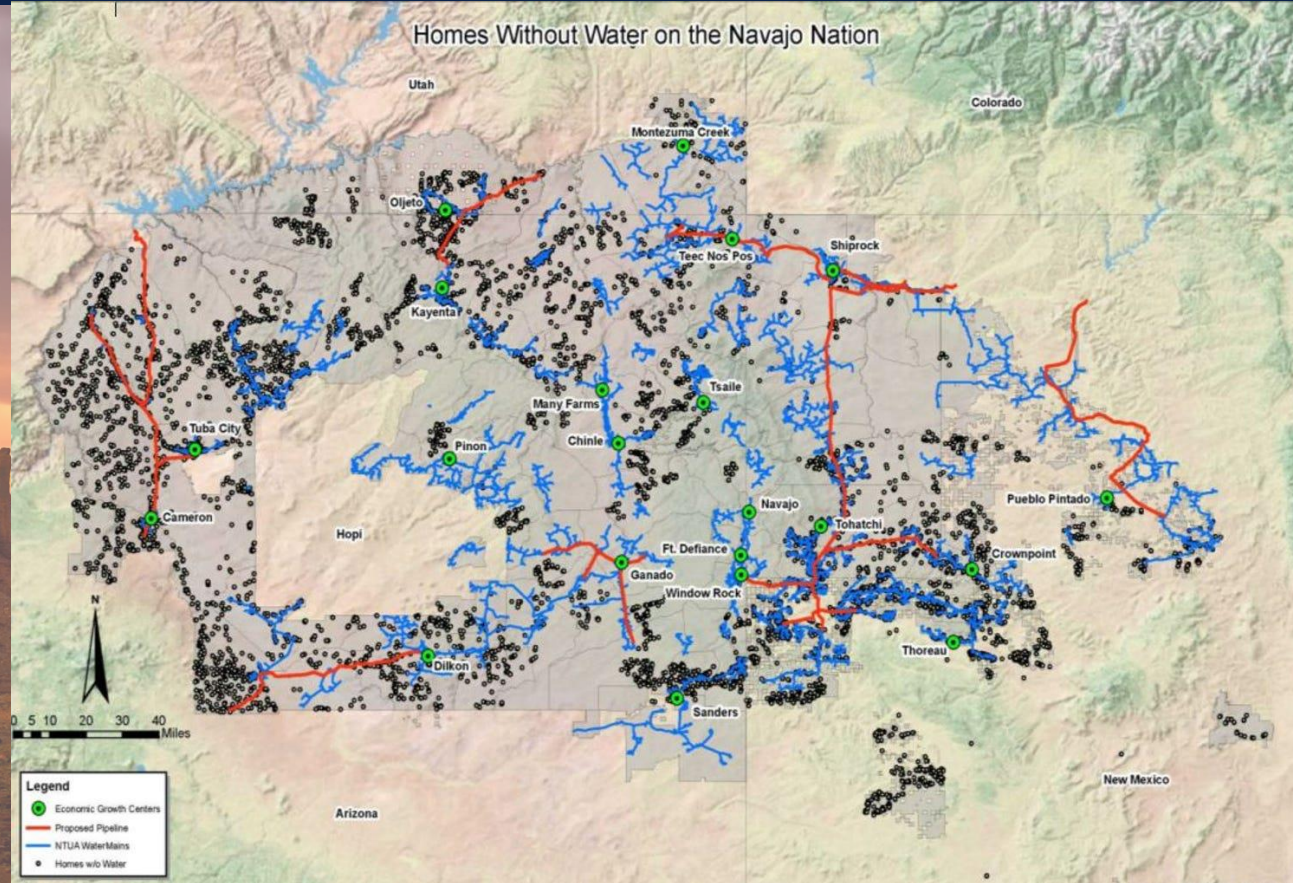 Homes Without Water on the Navajo Nation
Utah
Colorado
Montezuma Creek
Oljeto
Teec Nos Pos
Shiprock
Kayenta
Many Farms
Tsaile
Chinle
Tuba City
Pinon
Pueblo Pintado
Cameron
Hopi
Navajo
Tohatchi
Ft. Defiance
Crownpoint
Ganado
Window Rock
Thoreau
Dilkon
Sanders
N
0 5 10 20 30 40
Miles
New Mexico
Arizona
Legend
Economic Growth Centers
Proposed Pipeline
NTUA WaterMains
Homes w/o Water